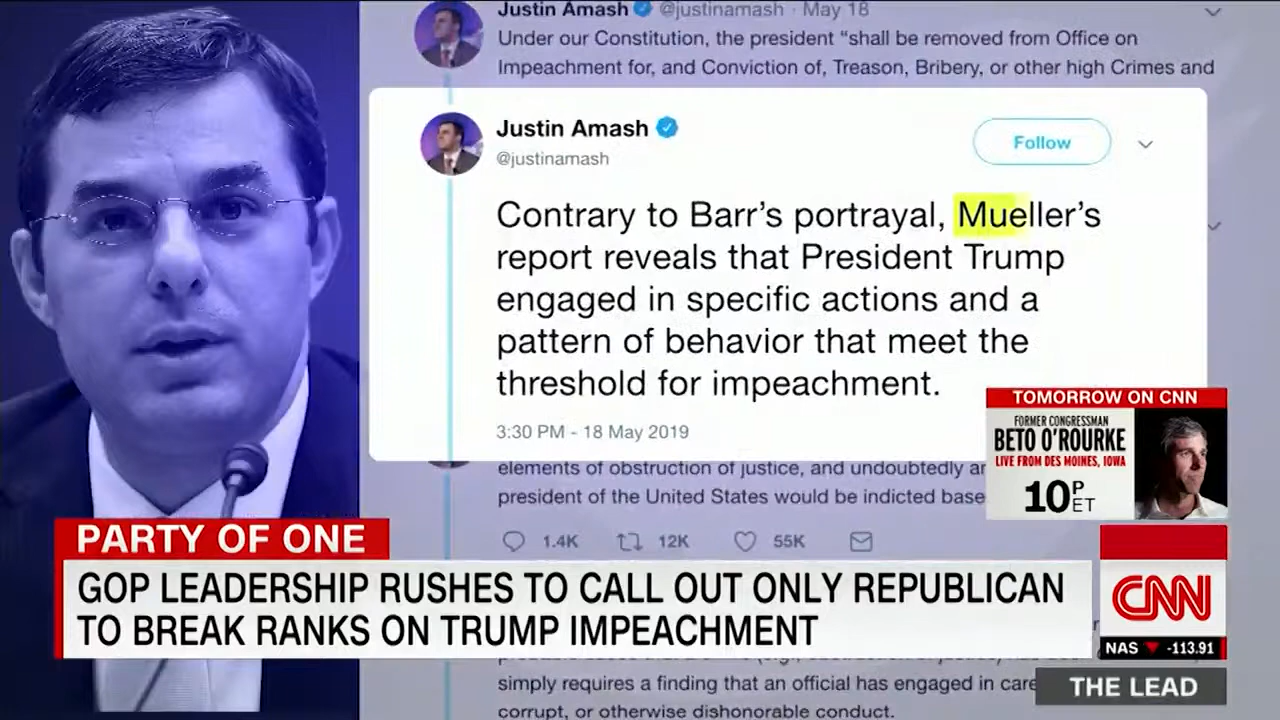 Justin Amash @justinamash · May 18
Under our Constitution, the president “shall be removed from Office on
Impeachment for, and Conviction of, Treason, Bribery, or other high Crimes and
Justin Amash
Follow
@justinamash
Contrary to Barr’s portrayal, Mueller’s
report reveals that President Trump
engaged in specific actions and a
pattern of behavior that meet the
threshold for impeachment.
3:30 PM - 18 May 2019
elements of obstruction of justice, and undoubtedly
president of the United States would be indicted
1.4K 12K 55K
TOMORROW ON CNN
FORMER CONGRESSMAN
BETO O'ROURKE
LIVE FROM DES MOINES, IOWA
10P ET
PARTY OF ONE
GOP LEADERSHIP RUSHES TO CALL OUT ONLY REPUBLICAN
TO BREAK RANKS ON TRUMP IMPEACHMENT
CNN
NAS ▼ -113.91
simply requires a finding that an official has engaged in
corrupt, or otherwise dishonorable conduct.
THE LEAD